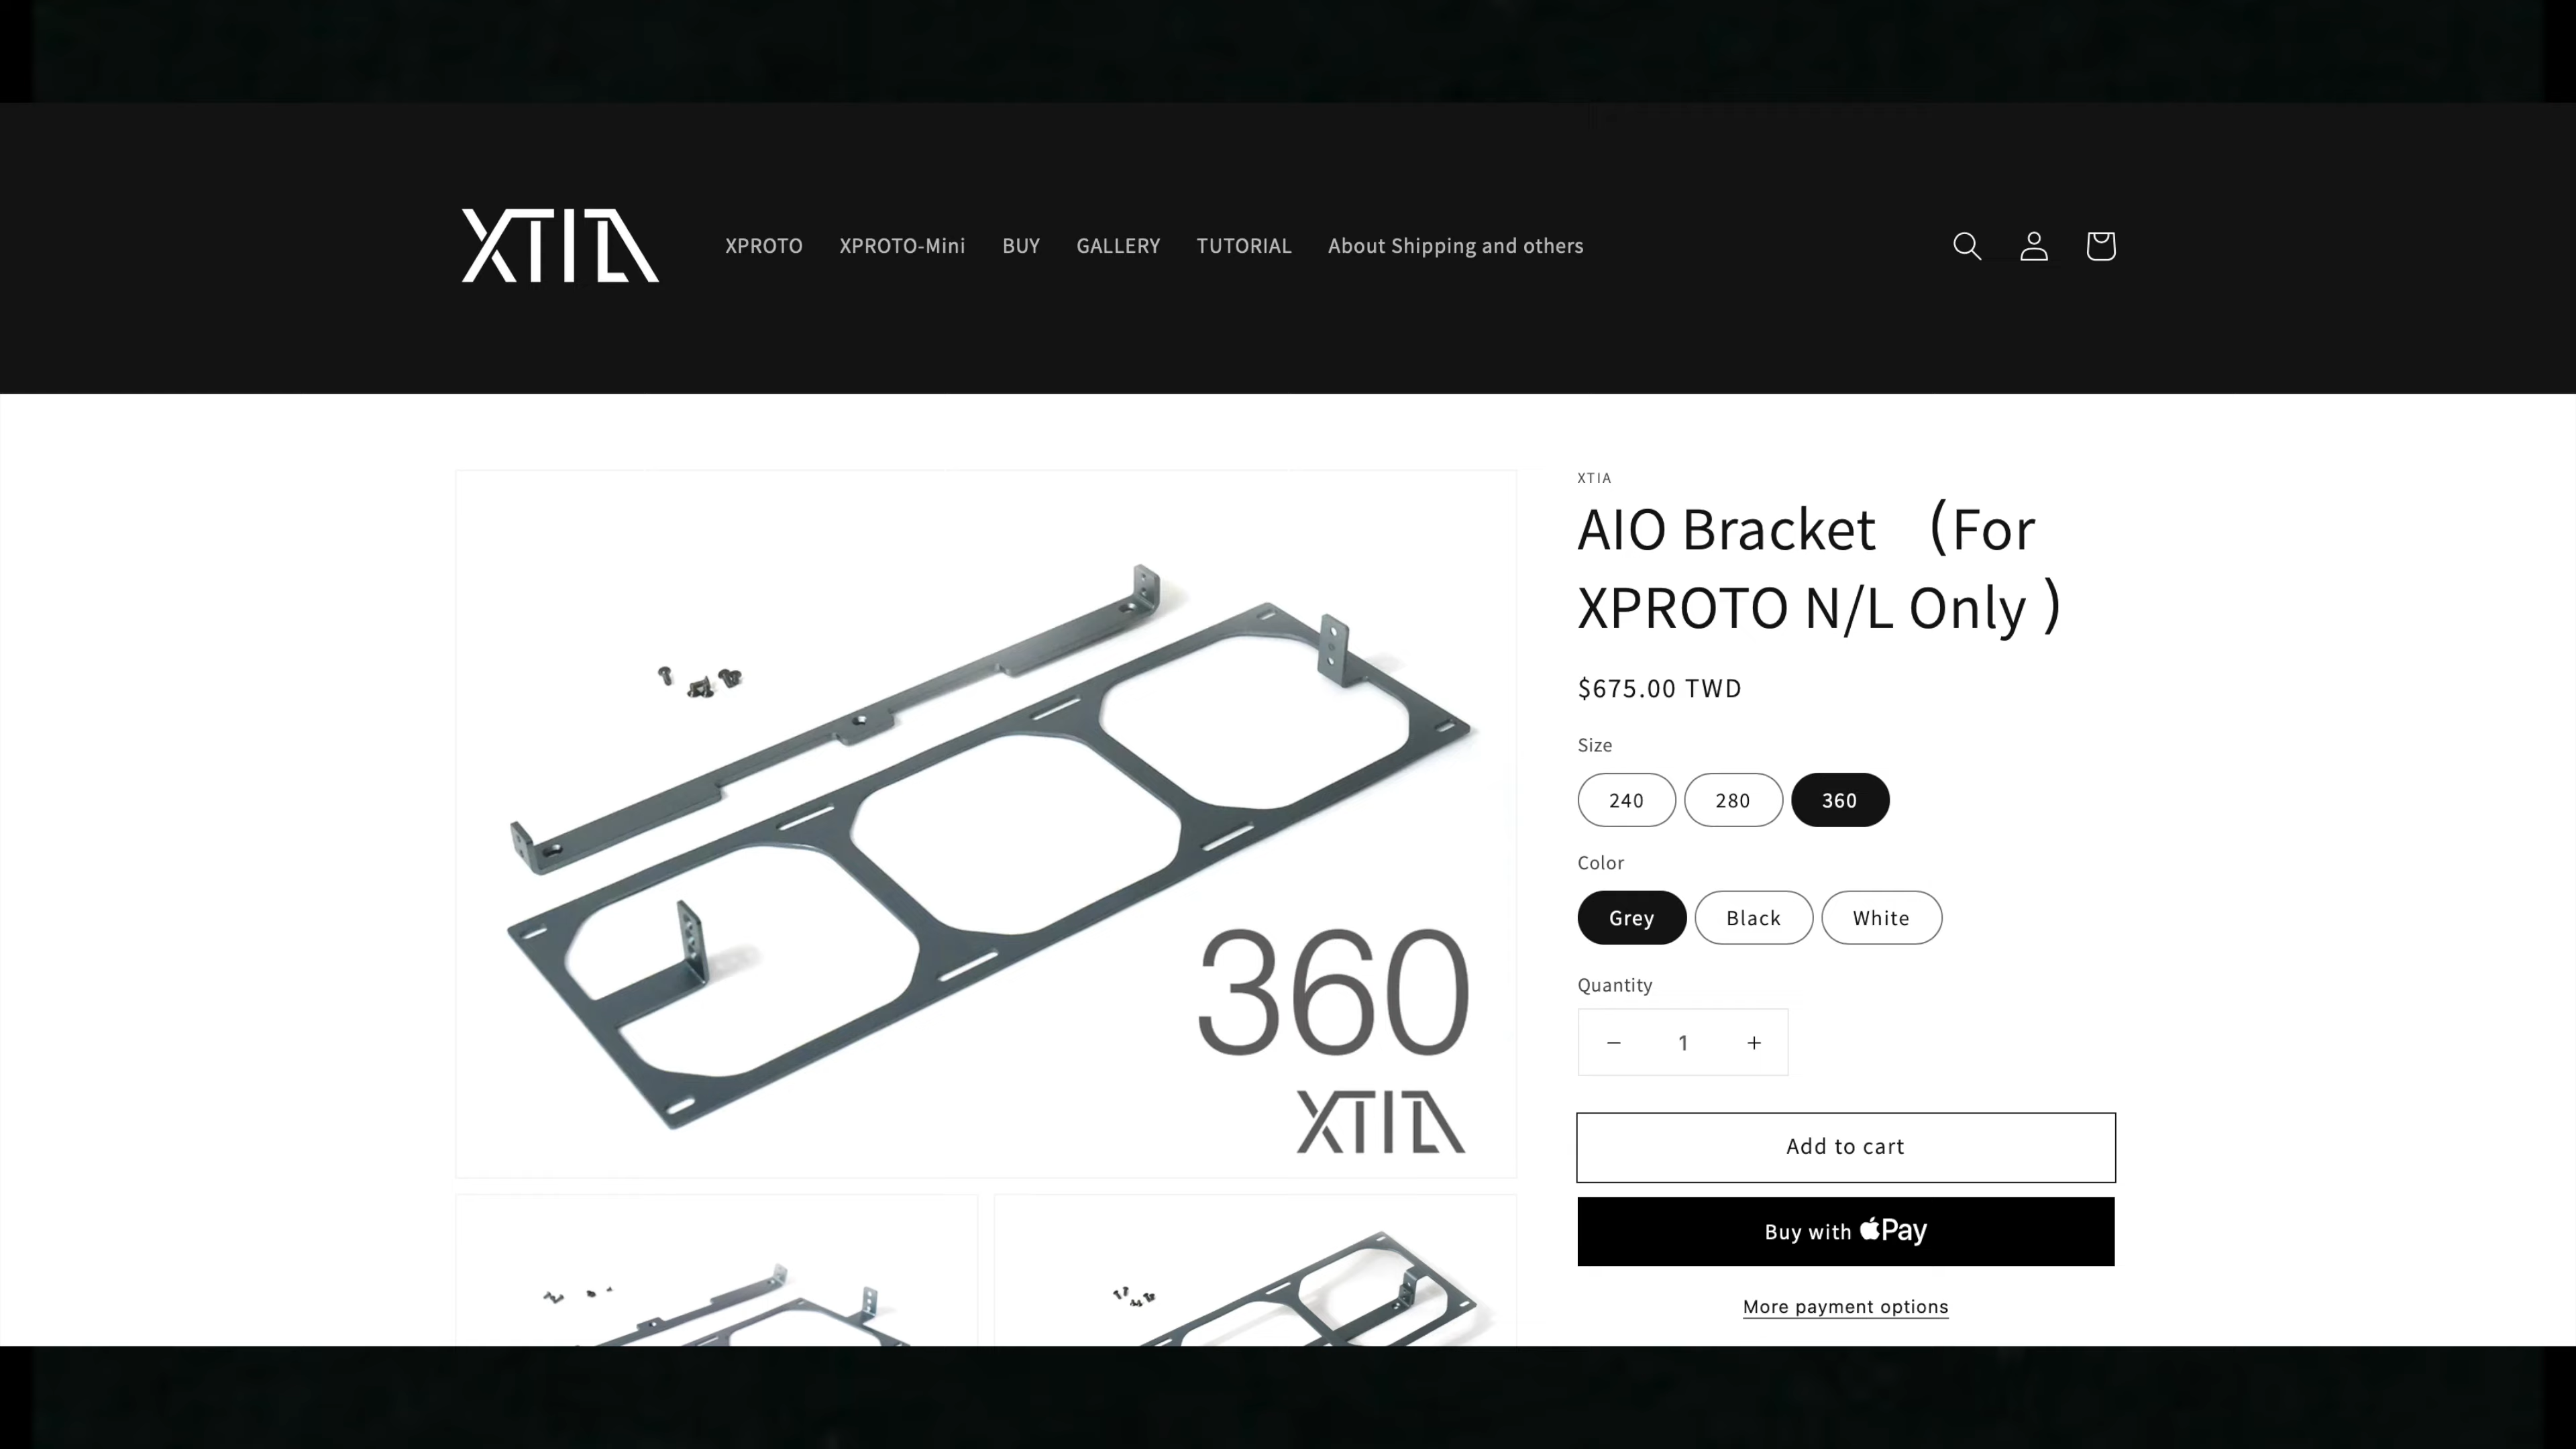 XTIA
XPROTO
XPROTO-Mini
BUY
GALLERY
TUTORIAL
About Shipping and others
XTIA
AIO Bracket （For
XPROTO N/L Only ）
$675.00 TWD
Size
240
280
360
Color
Grey
Black
White
Quantity
− 1 +
360
XTIA
Add to cart
Buy with Pay
More payment options